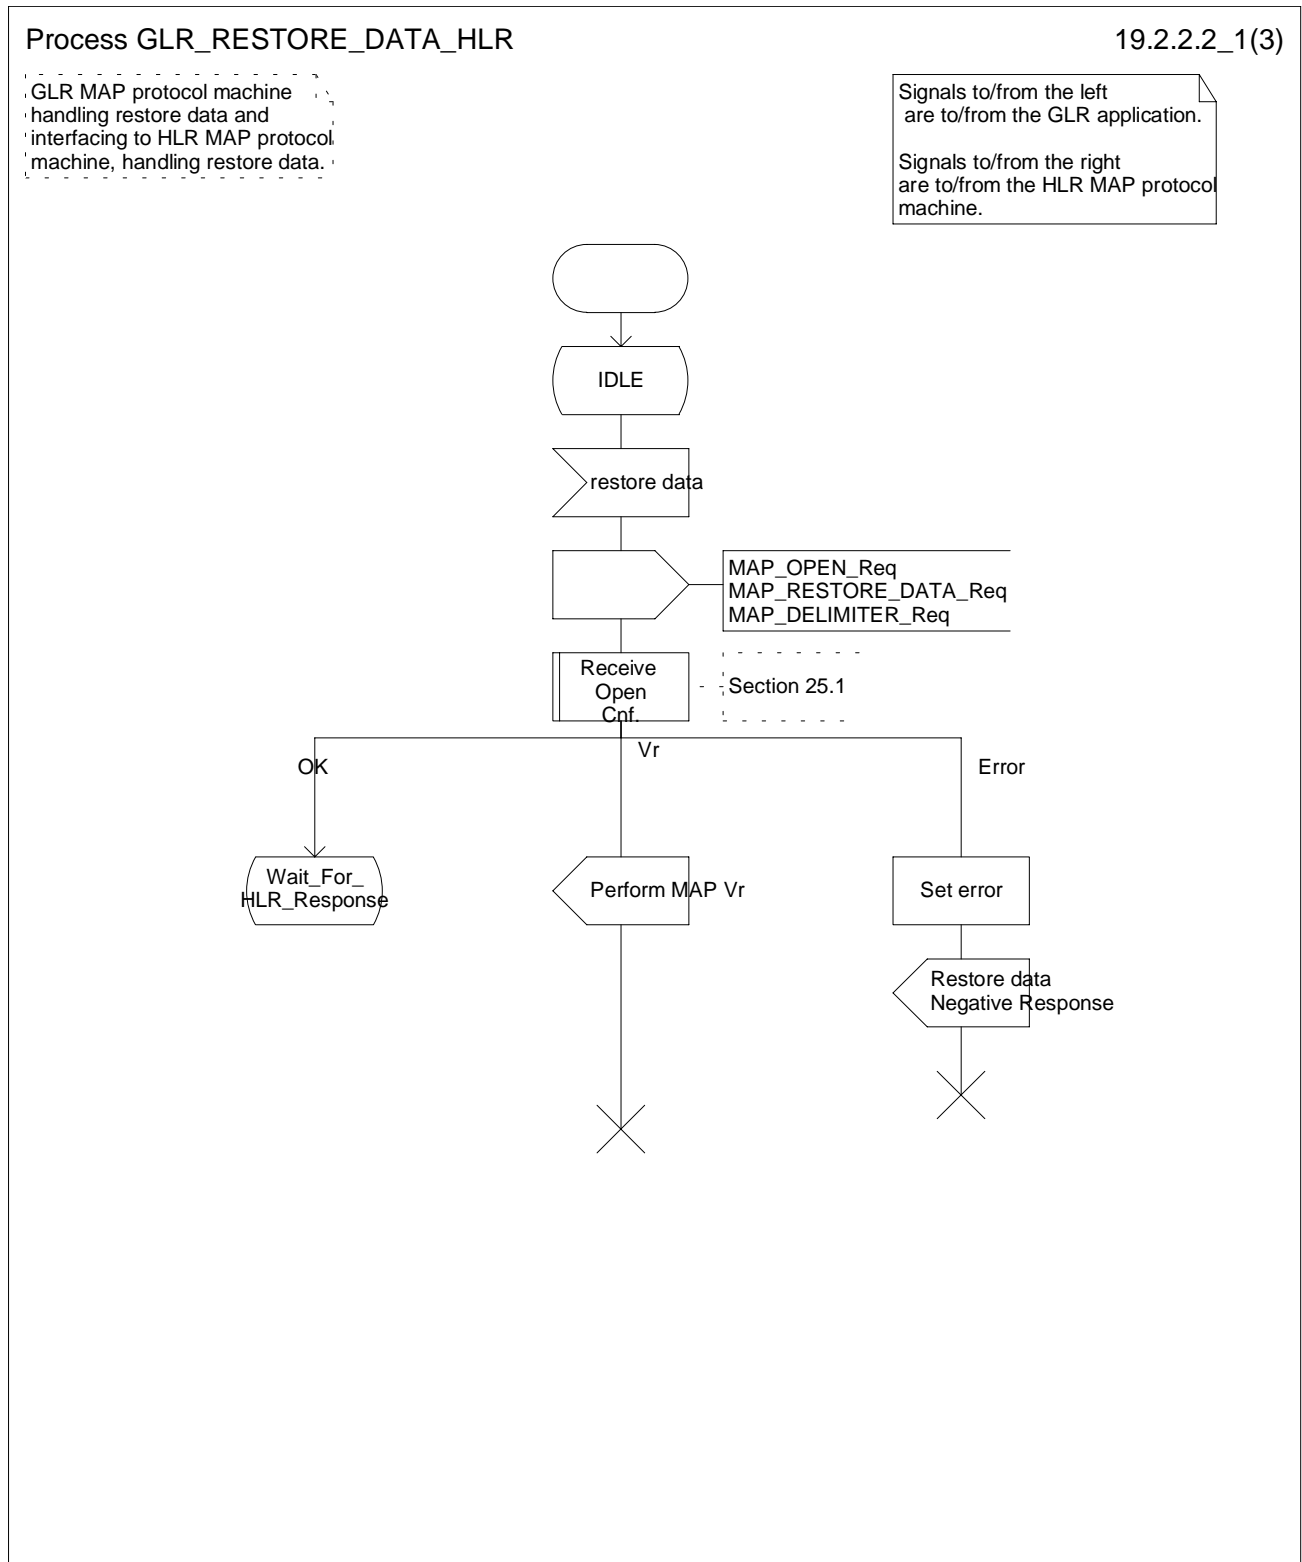 Process GLR_RESTORE_DATA_HLR
19.2.2.2_1(3)
GLR MAP protocol machine
handling restore data and
interfacing to HLR MAP protocol
machine, handling restore data.
Signals to/from the left
are to/from the GLR application.
Signals to/from the right
are to/from the HLR MAP protocol
machine.
IDLE
restore data
MAP_OPEN_Req
MAP_RESTORE_DATA_Req
MAP_DELIMITER_Req
Receive
Open
Cnf.
Section 25.1
OK
Vr
Error
Wait_For_
HLR_Response
Perform MAP Vr
Set error
Restore data
Negative Response